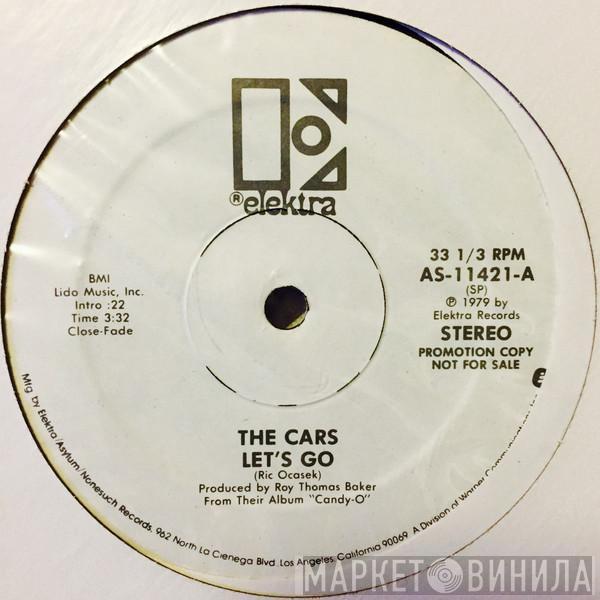 ® elektra
BMI
Lido Music, Inc.
Intro :22
Time 3:32
Close-Fade
33 1/3 RPM
AS-11421-A
(SP)
℗ 1979 by
Elektra Records
STEREO
PROMOTION COPY
NOT FOR SALE
THE CARS
LET'S GO
(Ric Ocasek)
Produced by Roy Thomas Baker
From Their Album "Candy-O"
Mfg by Elektra/Asylum/Nonesuch Records, 962 North La Cienega Blvd. Los Angeles, California 90069 A Division of Warner
МАРКЕТ ВИНИЛА